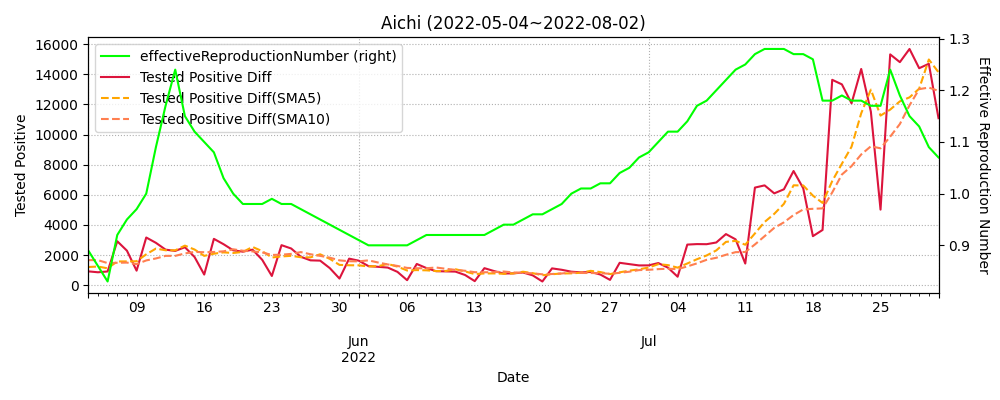 Aichi (2022-05-04~2022-08-02)
effectiveReproductionNumber (right)
Tested Positive Diff
Tested Positive Diff(SMA5)
Tested Positive Diff(SMA10)
Tested Positive
16000
14000
12000
10000
8000
6000
4000
2000
0
1.3
1.2
1.1
1.0
0.9
Effective Reproduction Number
09 16 23 30 06 13 20 27 04 11 18 25
Jun Jul
2022
Date